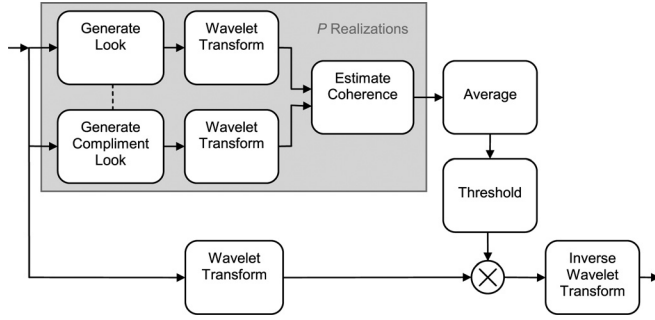 P Realizations
Generate
Look
Wavelet
Transform
Estimate
Coherence
Average
Generate
Compliment
Look
Wavelet
Transform
Threshold
Wavelet
Transform
Inverse
Wavelet
Transform